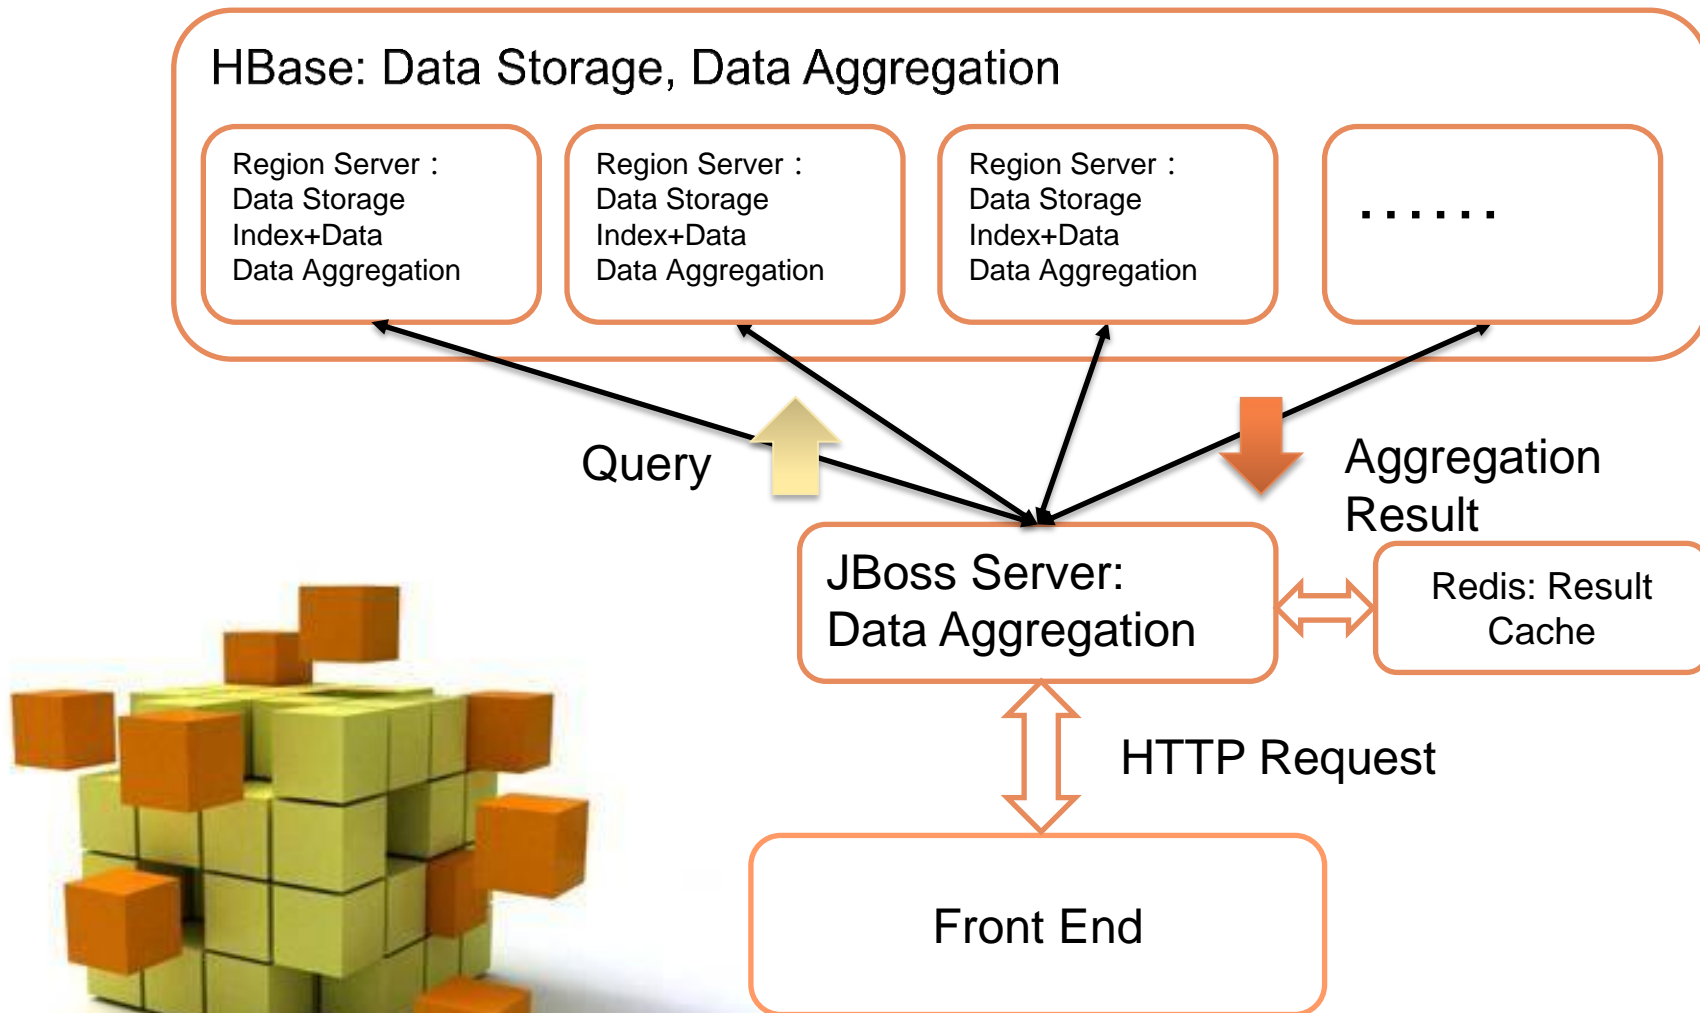 HBase: Data Storage, Data Aggregation
Region Server：
Data Storage
Index+Data
Data Aggregation
Region Server：
Data Storage
Index+Data
Data Aggregation
Region Server：
Data Storage
Index+Data
Data Aggregation
······
Query
Aggregation
Result
JBoss Server:
Data Aggregation
Redis: Result
Cache
HTTP Request
Front End